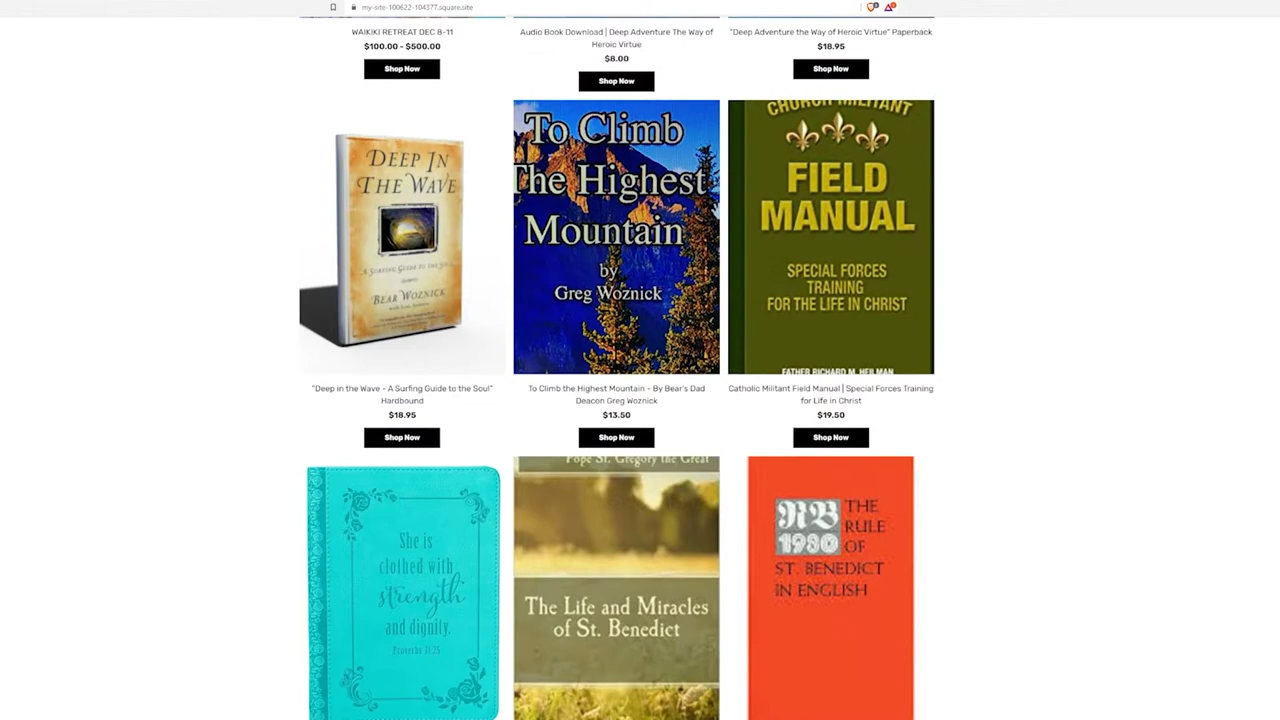 my-site-100622-104377.square.site
WAIKIKI RETREAT DEC 8-11
$100.00 - $500.00
Shop Now
Audio Book Download | Deep Adventure The Way of
Heroic Virtue
$8.00
Shop Now
"Deep Adventure the Way of Heroic Virtue" Paperback
$18.95
Shop Now
DEEP IN
THE WAVE
A SURFING GUIDE TO THE SOUL
BEAR WOZNICK
"Deep in the Wave - A Surfing Guide to the Soul"
Hardbound
$18.95
Shop Now
To Climb
The Highest
Mountain
by
Greg Woznick
To Climb the Highest Mountain - By Bear's Dad
Deacon Greg Woznick
$13.50
Shop Now
CHURCH MILITANT
FIELD
MANUAL
SPECIAL FORCES
TRAINING
FOR THE LIFE IN CHRIST
FATHER RICHARD M. HEILMAN
Catholic Militant Field Manual | Special Forces Training
for Life in Christ
$19.50
Shop Now
She is
clothed with
strength
and dignity.
Proverbs 31:25
Pope St. Gregory the Great
The Life and Miracles
of St. Benedict
RB
1980
THE
RULE
OF
ST. BENEDICT
IN ENGLISH